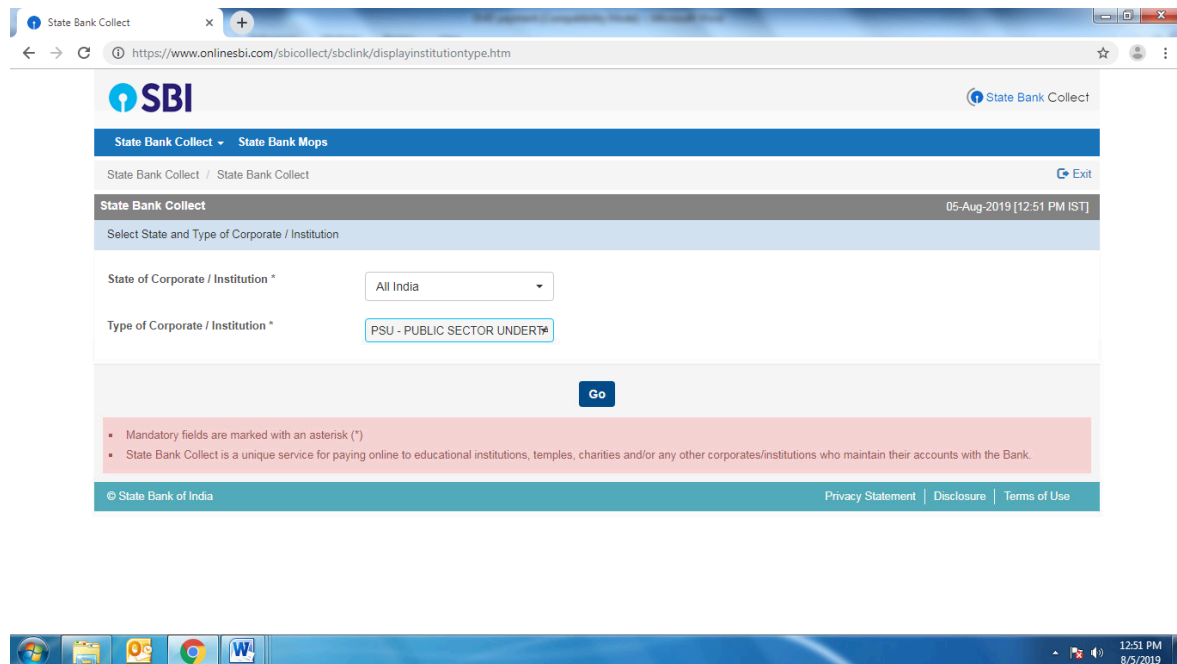 State Bank Collect
https://www.onlinesbi.com/sbicollect/sbclink/displayinstitutiontype.htm
SBI
State Bank Collect
State Bank Collect State Bank Mops
State Bank Collect / State Bank Collect Exit
State Bank Collect 05-Aug-2019 [12:51 PM IST]
Select State and Type of Corporate / Institution
State of Corporate / Institution * All India
Type of Corporate / Institution * PSU - PUBLIC SECTOR UNDERTA
Go
Mandatory fields are marked with an asterisk (*)
State Bank Collect is a unique service for paying online to educational institutions, temples, charities and/or any other corporates/institutions who maintain their accounts with the Bank.
© State Bank of India Privacy Statement | Disclosure | Terms of Use
12:51 PM
8/5/2019